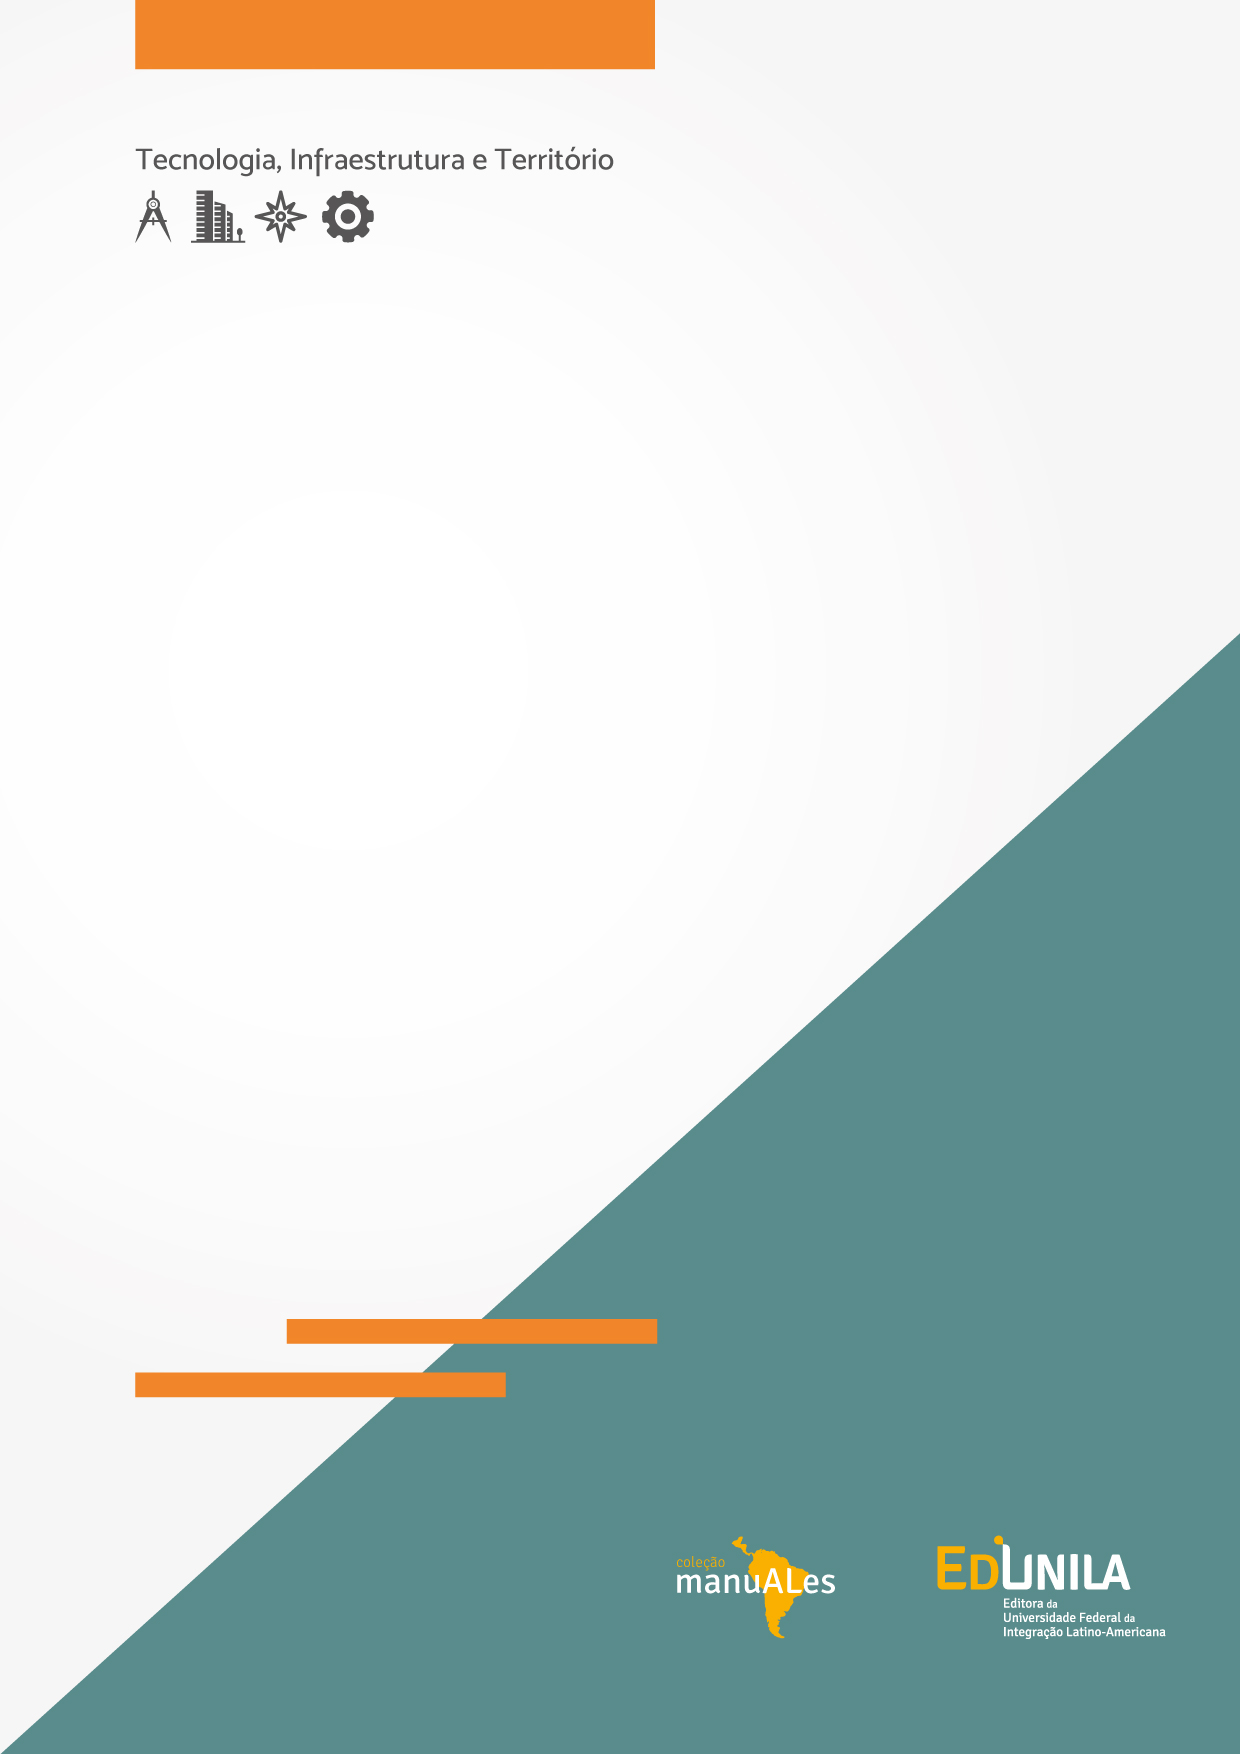 Tecnologia, Infraestrutura e Território
coleção
manuALes
EDUNILA
Editora da
Universidade Federal da
Integração Latino-Americana